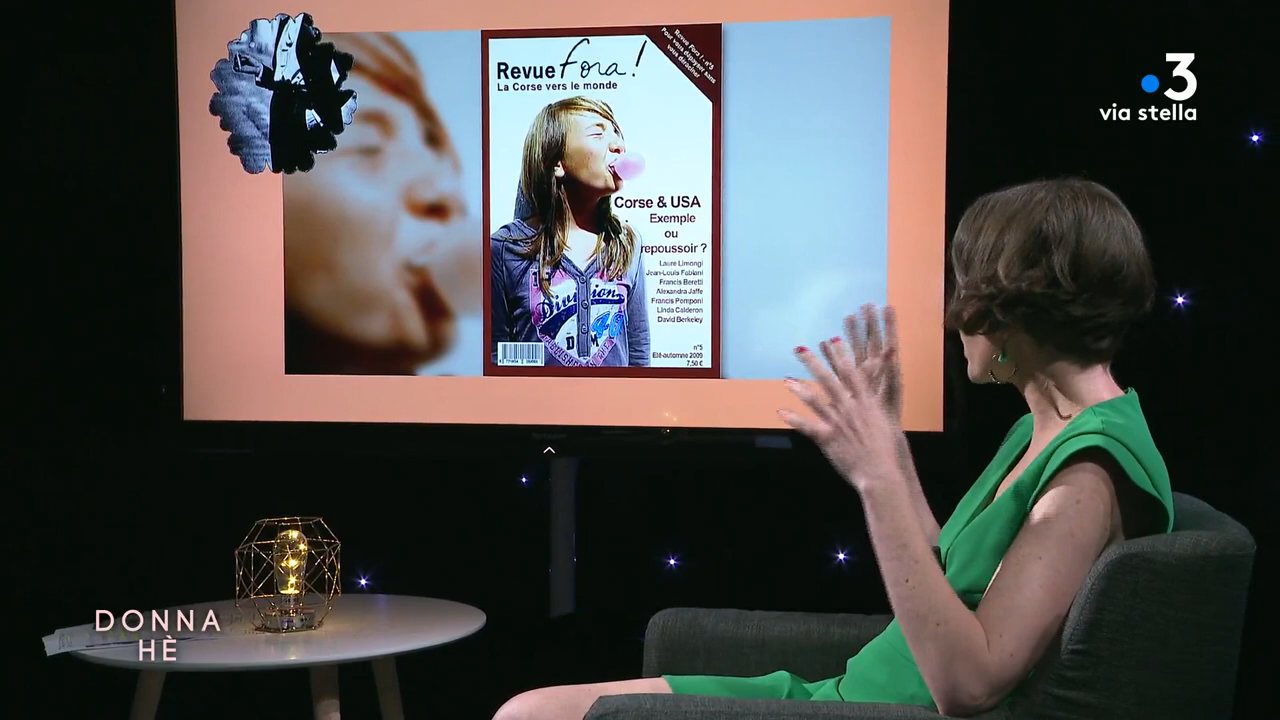 Revue Fora!
La Corse vers le monde
Revue Fora ! - n°5
Pour vous dépayser sans
vous déraciner
Corse & USA
Exemple
ou
repoussoir ?
Laure Limongi
Jean-Louis Fabiani
Francis Beretti
Alexandra Jaffe
Francis Pomponi
Linda Calderon
David Berkeley
n°5
Eté-automne 2009
7,50 €
3
via stella
DONNA
HÈ